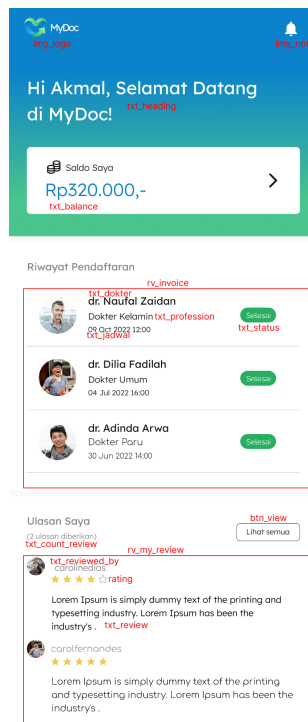 MyDoc
img_logo
img_not
Hi Akmal, Selamat Datang
di MyDoc!
txt_heading
Saldo Saya
Rp320.000,-
txt_balance
Riwayat Pendaftaran
rv_invoice
txt_dokter
dr. Naufal Zaidan
Dokter Kelamin txt_profession
Selesai
09 Oct 2022 12:00
txt_status
txt_jadwal
dr. Dilia Fadilah
Dokter Umum
Selesai
04 Jul 2022 16:00
dr. Adinda Arwa
Dokter Paru
Selesai
30 Jun 2022 14:00
btn_view
Ulasan Saya
Lihat semua
(2 ulasan diberikan)
txt_count_review
rv_my_review
txt_reviewed_by
carolinedias
rating
Lorem Ipsum is simply dummy text of the printing and
typesetting industry. Lorem Ipsum has been the
industry's .
txt_review
carolfernandes
Lorem Ipsum is simply dummy text of the printing
and typesetting industry. Lorem Ipsum has been the
industry's .